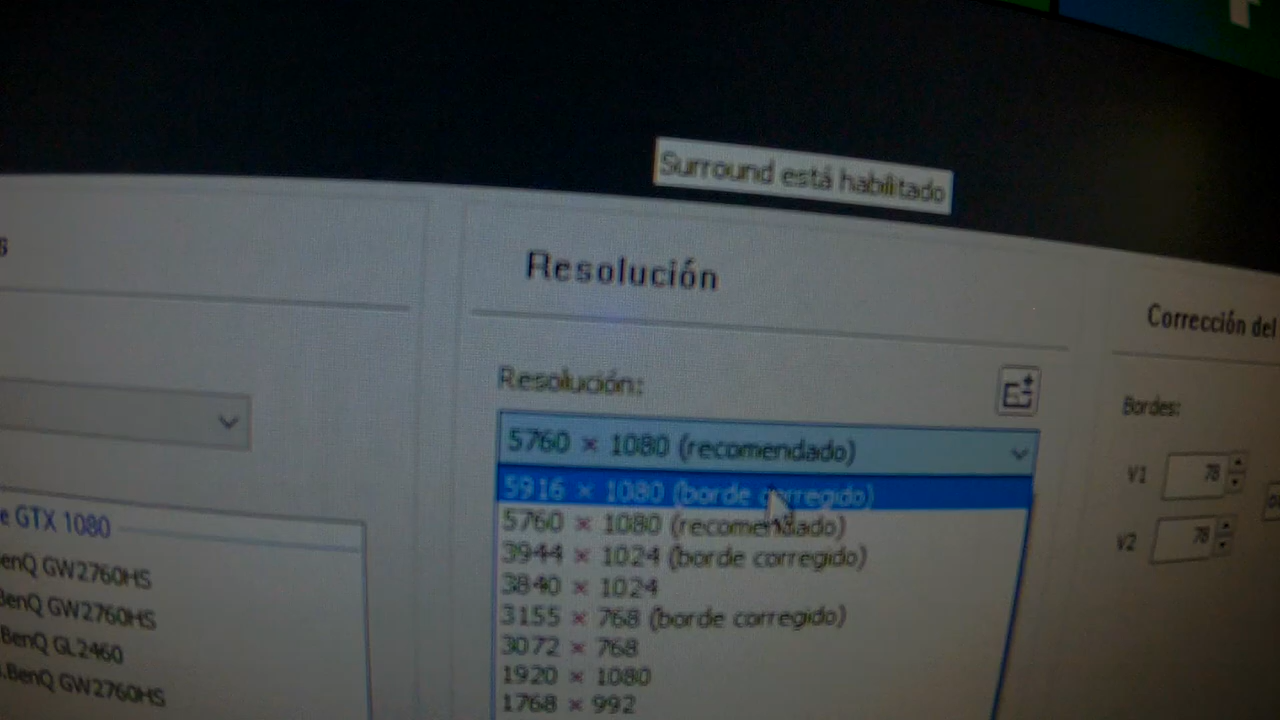 Surround está habilitado
Resolución
Corrección del
Resolución:
Bordes:
5760 × 1080 (recomendado)
V1 78
5916 × 1080 (borde corregido)
5760 × 1080 (recomendado)
V2 78
3944 × 1024 (borde corregido)
3840 × 1024
3155 × 768 (borde corregido)
3072 × 768
1920 × 1080
1768 × 992
GTX 1080
enQ GW2760HS
BenQ GW2760HS
BenQ GL2460
BenQ GW2760HS